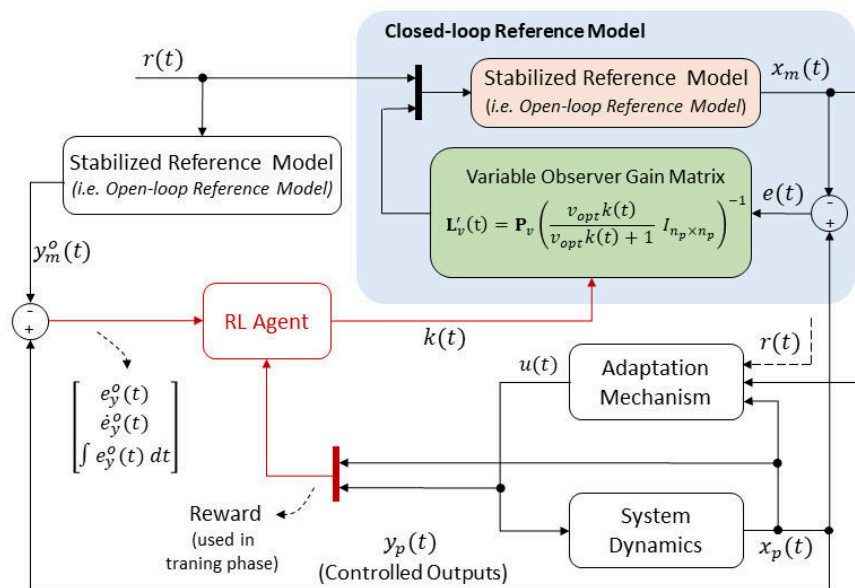 Closed-loop Reference Model
r(t)
Stabilized Reference Model
(i.e. Open-loop Reference Model)
x_m(t)
Stabilized Reference Model
(i.e. Open-loop Reference Model)
Variable Observer Gain Matrix
L′_v(t) = P_v ( v_opt k(t) / v_opt k(t) + 1 I_{n_p×n_p} )^{-1}
e(t)
-
+
y_m^o(t)
-
+
RL Agent
k(t)
r(t)
u(t)
Adaptation
Mechanism
[ e_y^o(t)
ė_y^o(t)
∫ e_y^o(t) dt ]
Reward
(used in
traning phase)
y_p(t)
(Controlled Outputs)
System
Dynamics
x_p(t)